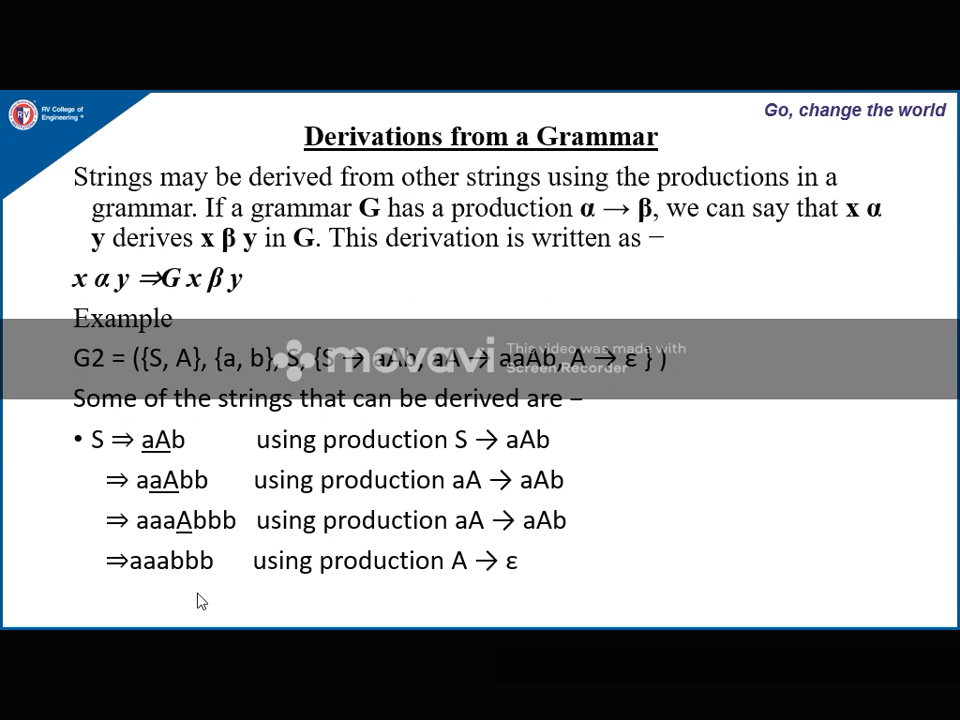 RV College of
Engineering ®
Go, change the world
Derivations from a Grammar
Strings may be derived from other strings using the productions in a
grammar. If a grammar G has a production α → β, we can say that x α
y derives x β y in G. This derivation is written as −
x α y ⇒G x β y
Example
G2 = ({S, A}, {a, b}, S, {S → aAb, aA → aaAb, A → ε } )
movavi
This video was made with
Screen Recorder
Some of the strings that can be derived are −
• S ⇒ aAb using production S → aAb
⇒ aaAbb using production aA → aAb
⇒ aaaAbbb using production aA → aAb
⇒aaabbb using production A → ε